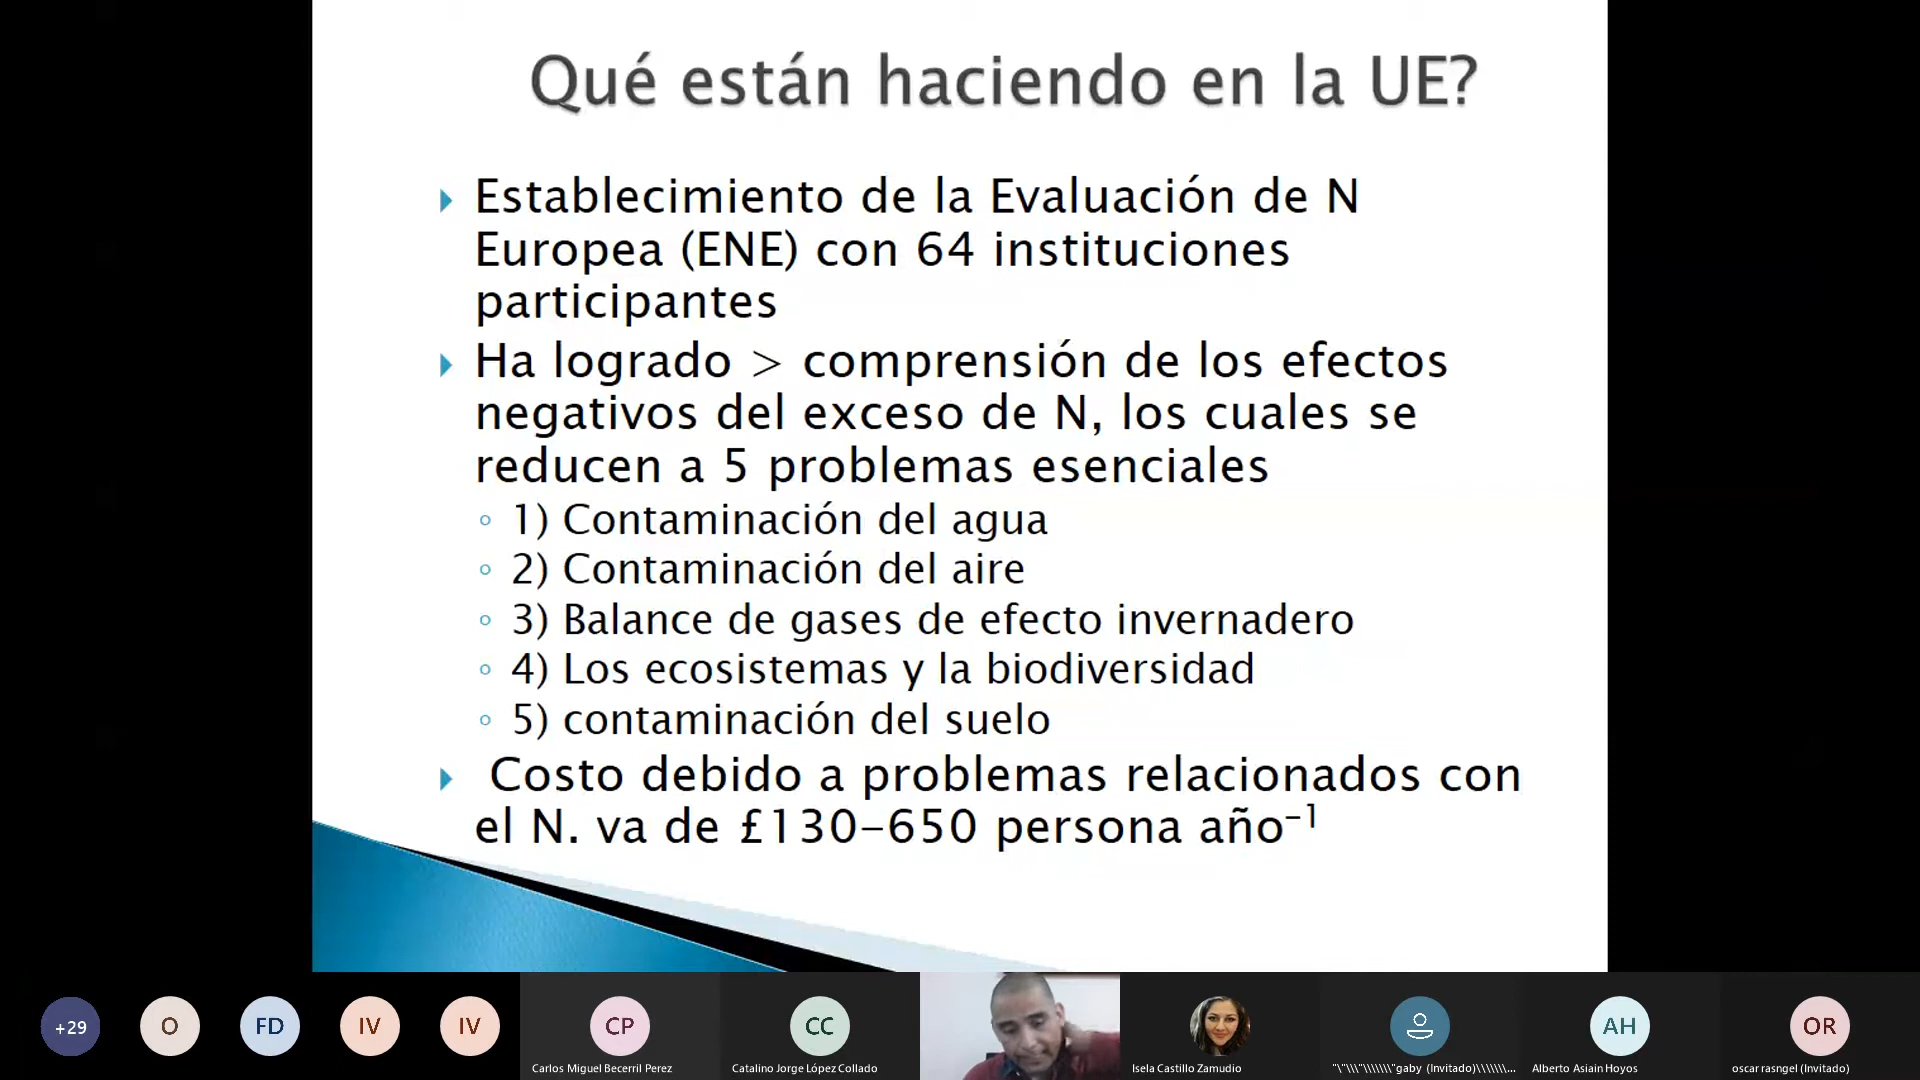 Qué están haciendo en la UE?
Establecimiento de la Evaluación de N
Europea (ENE) con 64 instituciones
participantes
Ha logrado > comprensión de los efectos
negativos del exceso de N, los cuales se
reducen a 5 problemas esenciales
1) Contaminación del agua
2) Contaminación del aire
3) Balance de gases de efecto invernadero
4) Los ecosistemas y la biodiversidad
5) contaminación del suelo
Costo debido a problemas relacionados con
el N. va de £130–650 persona año⁻¹
+29
O
FD
IV
IV
CP
CC
AH
OR
Carlos Miguel Becerril Perez
Catalino Jorge López Collado
Isela Castillo Zamudio
"\"\\\"\\\\\\\"gaby (Invitado)\\\\\\\...
Alberto Asiain Hoyos
oscar rasngel (Invitado)